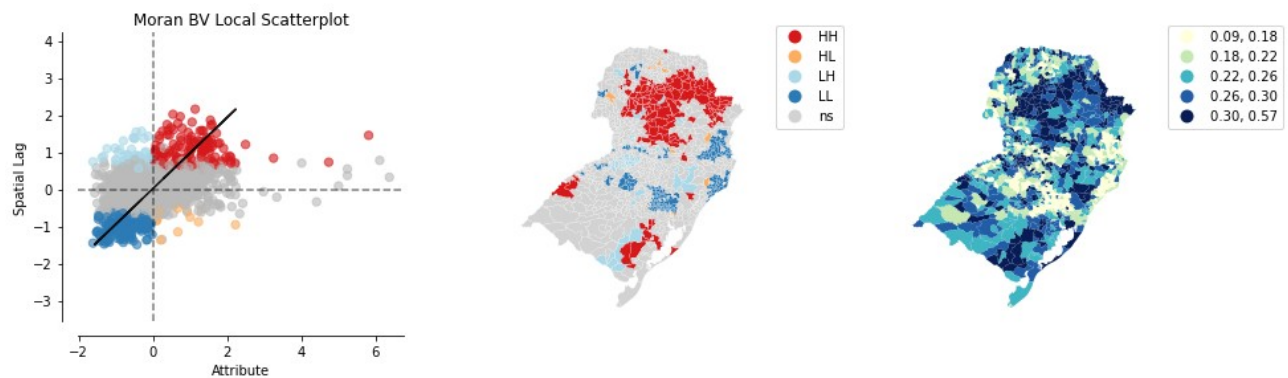 Moran BV Local Scatterplot
4
3
2
1
0
−1
−2
−3
Spatial Lag
−2 0 2 4 6
Attribute
HH
HL
LH
LL
ns
0.09, 0.18
0.18, 0.22
0.22, 0.26
0.26, 0.30
0.30, 0.57